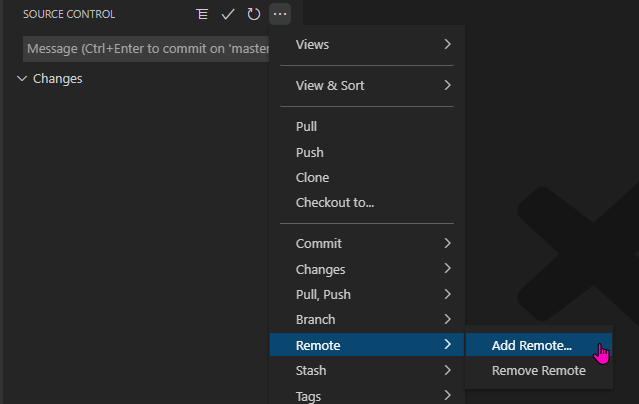 SOURCE CONTROL
Message (Ctrl+Enter to commit on 'master
Changes
Views
View & Sort
Pull
Push
Clone
Checkout to...
Commit
Changes
Pull, Push
Branch
Remote
Add Remote...
Remove Remote
Stash
Tags